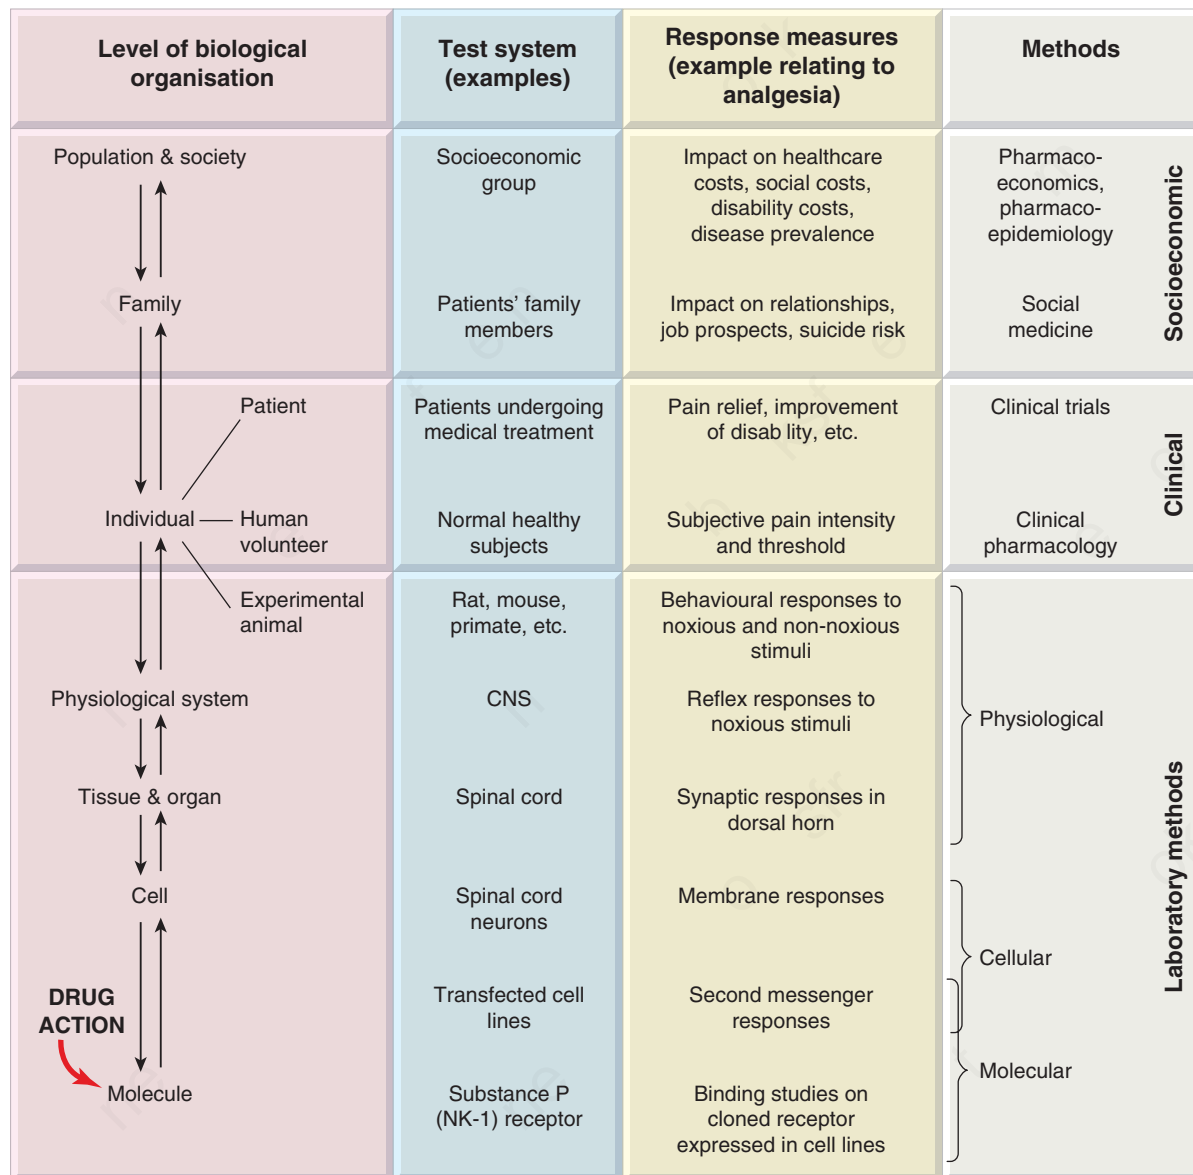 Level of biological
organisation
Test system
(examples)
Response measures
(example relating to
analgesia)
Methods
Population & society
Socioeconomic
group
Impact on healthcare
costs, social costs,
disability costs,
disease prevalence
Pharmaco-
economics,
pharmaco-
epidemiology
Socioeconomic
Family
Patients' family
members
Impact on relationships,
job prospects, suicide risk
Social
medicine
Patient
Patients undergoing
medical treatment
Pain relief, improvement
of disab lity, etc.
Clinical trials
Clinical
Individual
Human
volunteer
Normal healthy
subjects
Subjective pain intensity
and threshold
Clinical
pharmacology
Experimental
animal
Rat, mouse,
primate, etc.
Behavioural responses to
noxious and non-noxious
stimuli
Physiological system
CNS
Reflex responses to
noxious stimuli
Physiological
Tissue & organ
Spinal cord
Synaptic responses in
dorsal horn
Laboratory methods
Cell
Spinal cord
neurons
Membrane responses
Cellular
DRUG
ACTION
Transfected cell
lines
Second messenger
responses
Molecular
Molecule
Substance P
(NK-1) receptor
Binding studies on
cloned receptor
expressed in cell lines